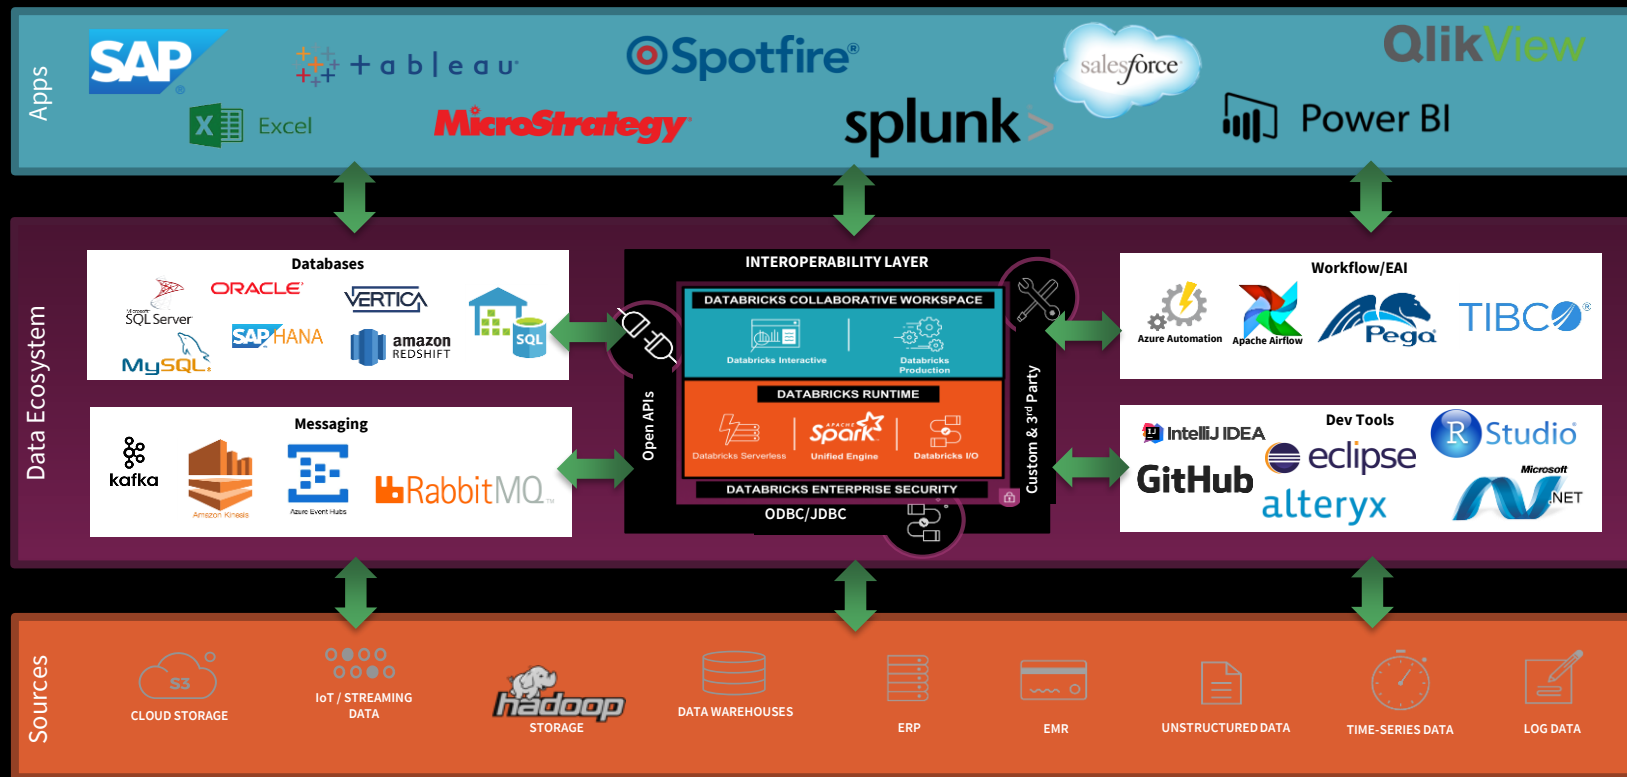 Apps
SAP
+ a b l e a u
Spotfire®
salesforce
QlikView
Excel
MicroStrategy
splunk>
Power BI
Data Ecosystem
Databases
Microsoft
SQL Server
ORACLE
VERTICA
SQL
MySQL
SAP HANA
amazon
REDSHIFT
Messaging
kafka
Amazon Kinesis
Azure Event Hubs
RabbitMQ
INTEROPERABILITY LAYER
Open APIs
DATABRICKS COLLABORATIVE WORKSPACE
Databricks Interactive
Databricks
Production
DATABRICKS RUNTIME
Databricks Serverless
APACHE
Spark
Unified Engine
Databricks I/O
DATABRICKS ENTERPRISE SECURITY
ODBC/JDBC
Custom & 3rd Party
Workflow/EAI
Azure Automation
Apache Airflow
Pega
TIBCO®
Dev Tools
IJ IntelliJ IDEA
eclipse
R Studio
GitHub
alteryx
Microsoft
.NET
Sources
S3
CLOUD STORAGE
IoT / STREAMING
DATA
hadoop
STORAGE
DATA WAREHOUSES
ERP
EMR
UNSTRUCTURED DATA
TIME-SERIES DATA
LOG DATA